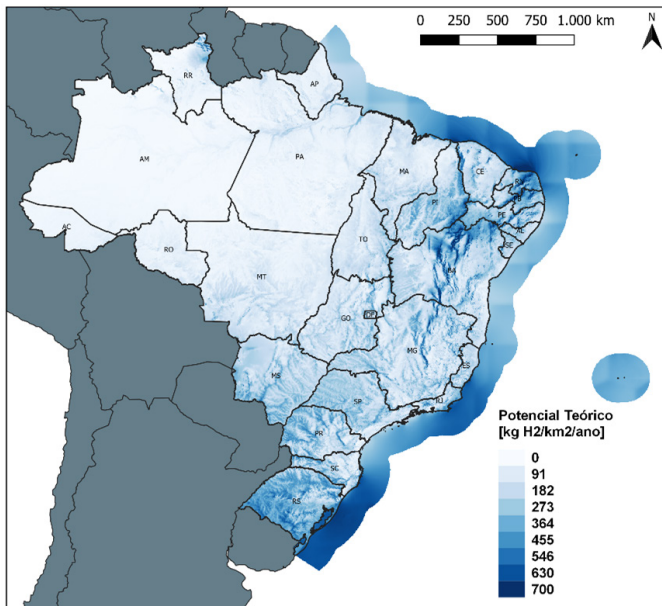 0 250 500 750 1.000 km
N
RR
AP
AM
PA
MA
CE
PI
PE
AL
SE
AC
RO
TO
MT
BA
GO
DF
MG
ES
MS
SP
RJ
PR
SC
RS
Potencial Teórico
[kg H2/km2/ano]
0
91
182
273
364
455
546
630
700